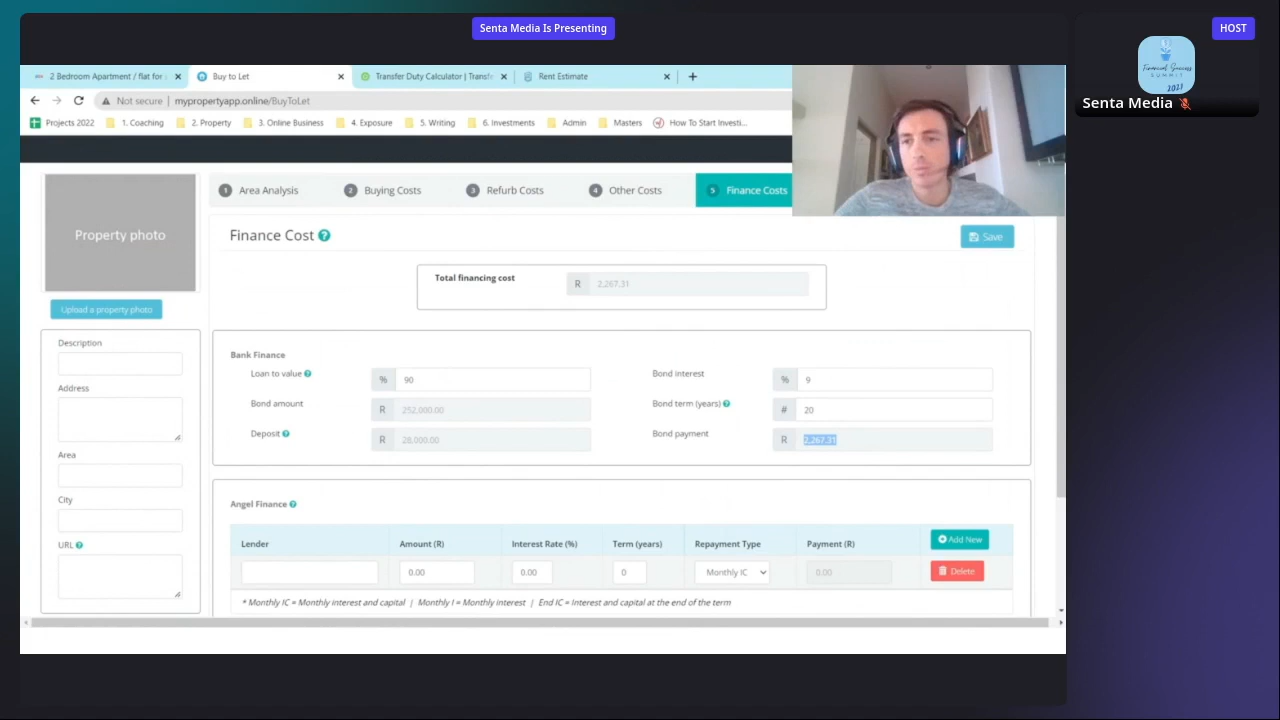 Senta Media Is Presenting
HOST
Financial Success
SUMMIT
2021
Senta Media
2 Bedroom Apartment / flat for
Buy to Let
Transfer Duty Calculator | Transf
Rent Estimate
Not secure | mypropertyapp.online/BuyToLet
Projects 2022
1. Coaching
2. Property
3. Online Business
4. Exposure
5. Writing
6. Investments
Admin
Masters
How To Start Investi...
1 Area Analysis
2 Buying Costs
3 Refurb Costs
4 Other Costs
5 Finance Costs
Property photo
Upload a property photo
Description
Address
Area
City
URL ?
Finance Cost ?
Save
Total financing cost R 2,267.31
Bank Finance
Loan to value ? % 90
Bond interest % 9
Bond amount R 252,000.00
Bond term (years) ? # 20
Deposit ? R 28,000.00
Bond payment R 2,267.31
Angel Finance ?
Lender Amount (R) Interest Rate (%) Term (years) Repayment Type Payment (R) Add New
0.00 0.00 0 Monthly IC 0.00 Delete
* Monthly IC = Monthly interest and capital | Monthly I = Monthly interest | End IC = Interest and capital at the end of the term